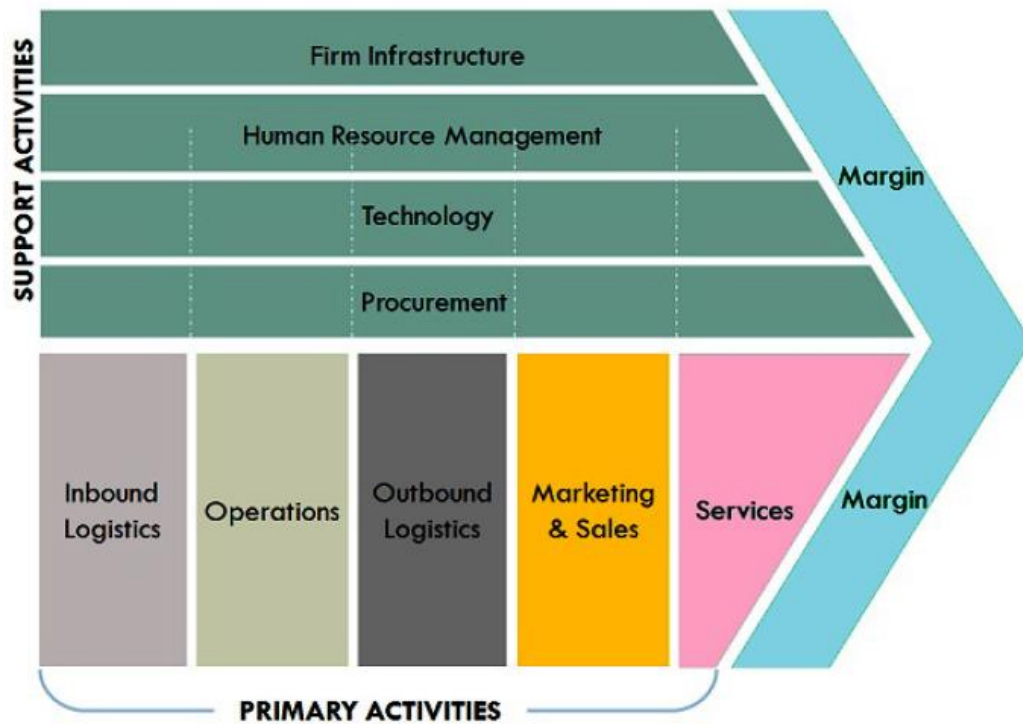 SUPPORT ACTIVITIES
Firm Infrastructure
Human Resource Management
Technology
Procurement
Margin
Inbound
Logistics
Operations
Outbound
Logistics
Marketing
& Sales
Services
Margin
PRIMARY ACTIVITIES